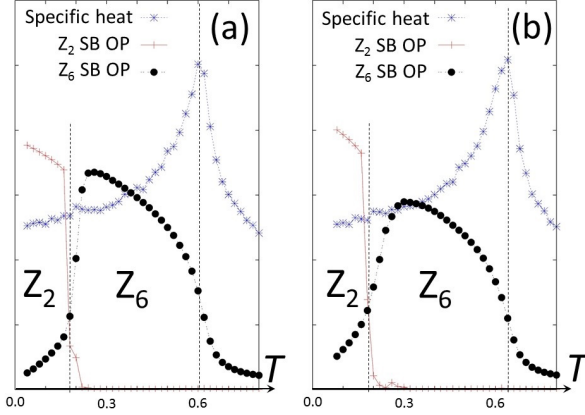 Specific heat
(a)
Z2 SB OP
Z6 SB OP
Z2
Z6
T
0.0
0.3
0.6
Specific heat
(b)
Z2 SB OP
Z6 SB OP
Z2
Z6
T
0.0
0.3
0.6